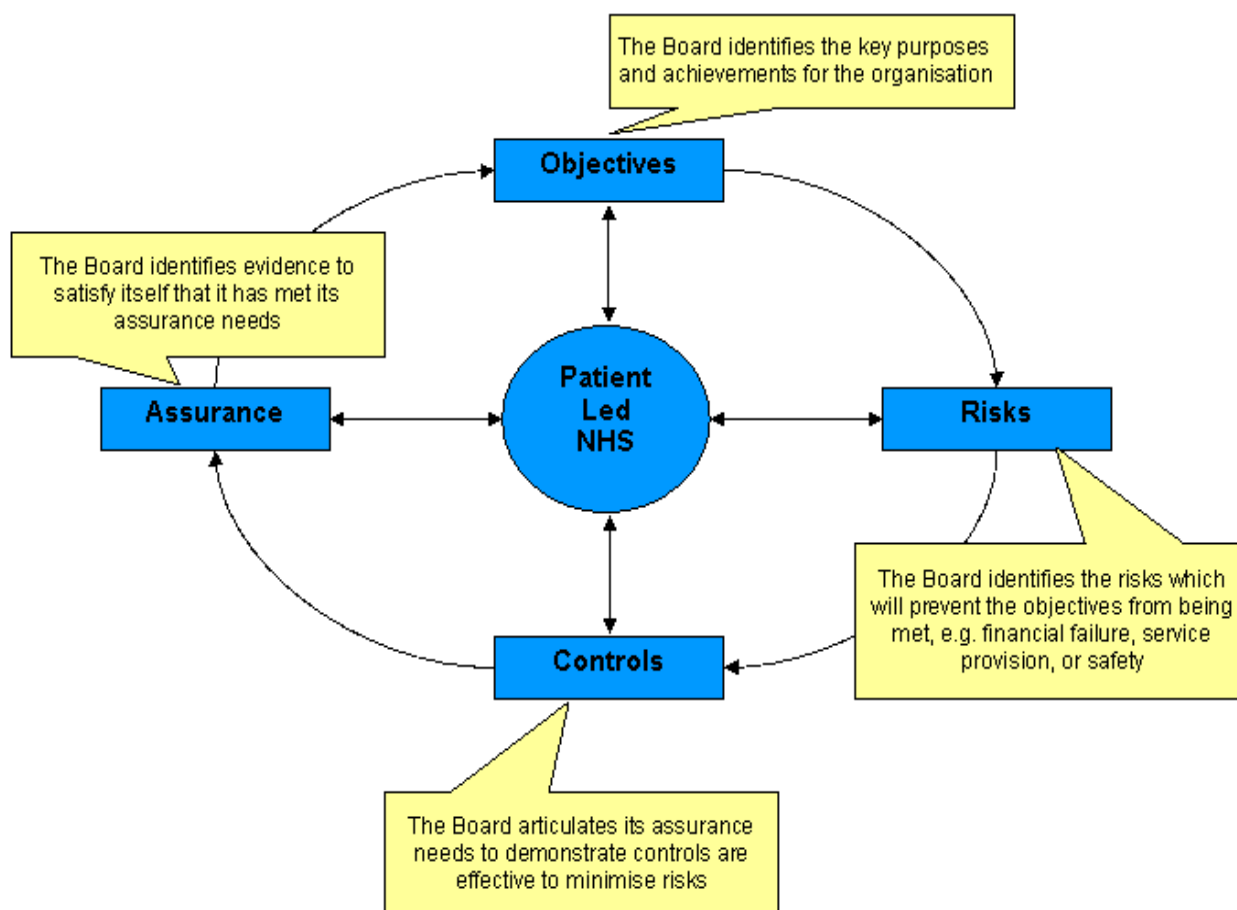 The Board identifies the key purposes
and achievements for the organisation
Objectives
The Board identifies evidence to
satisfy itself that it has met its
assurance needs
Patient
Led
NHS
Assurance
Risks
The Board identifies the risks which
will prevent the objectives from being
met, e.g. financial failure, service
provision, or safety
Controls
The Board articulates its assurance
needs to demonstrate controls are
effective to minimise risks